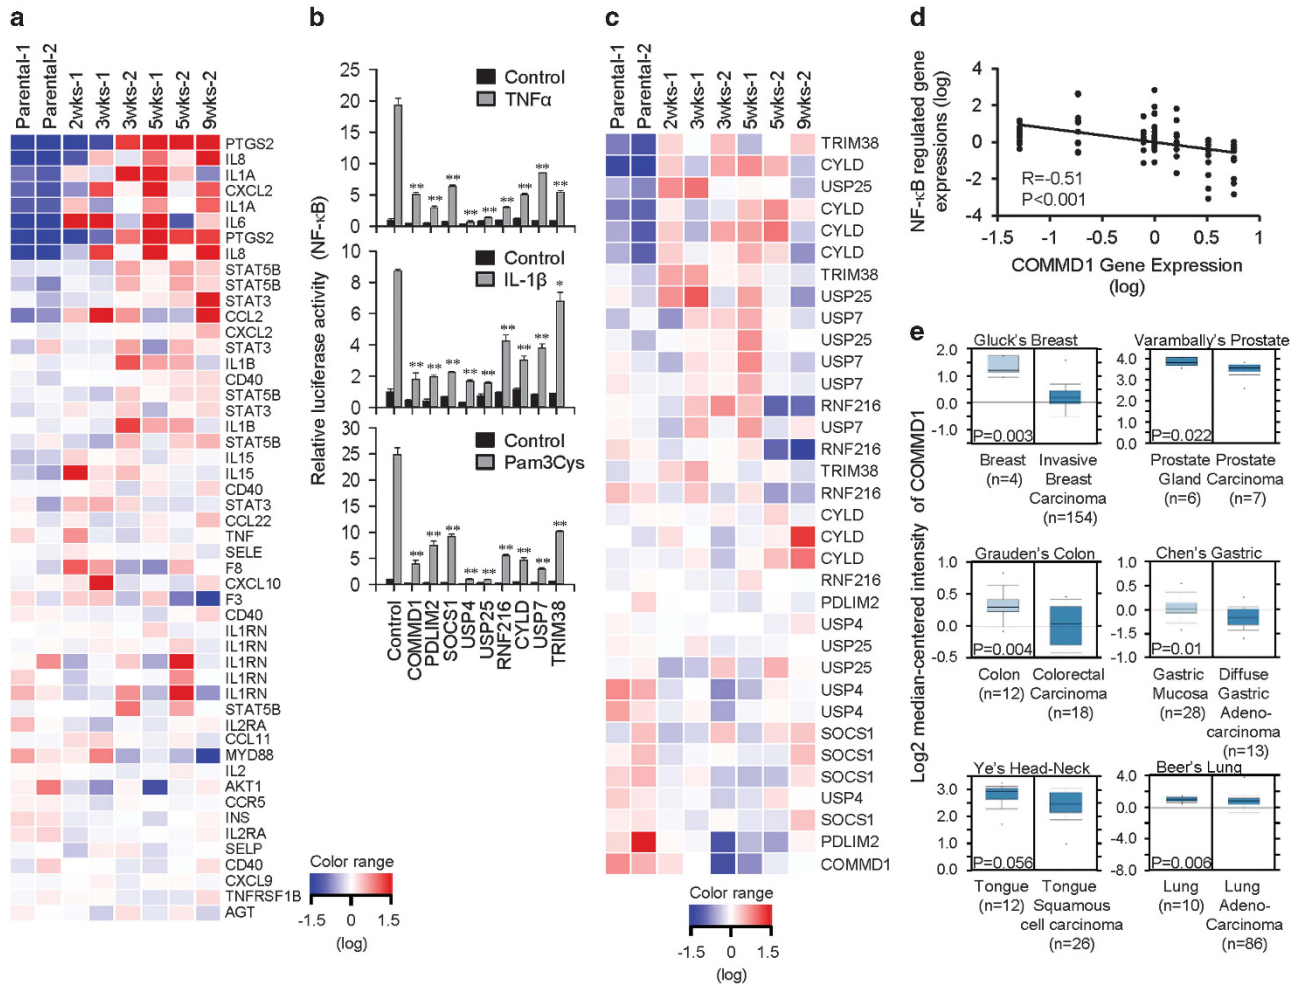 a
Parental-1
Parental-2
2wks-1
3wks-1
3wks-2
5wks-1
5wks-2
9wks-2
PTGS2
IL8
IL1A
CXCL2
IL1A
IL6
PTGS2
IL8
STAT5B
STAT5B
STAT3
CCL2
CXCL2
STAT3
IL1B
CD40
STAT5B
STAT3
IL1B
STAT5B
IL15
IL15
CD40
STAT3
CCL22
TNF
SELE
F8
CXCL10
F3
CD40
IL1RN
IL1RN
IL1RN
IL1RN
IL1RN
STAT5B
IL2RA
CCL11
MYD88
IL2
AKT1
CCR5
INS
IL2RA
SELP
CD40
CXCL9
TNFRSF1B
AGT
Color range
-1.5 0 1.5
(log)
b
Relative luciferase activity (NF-κB)
25
20
15
10
5
0
Control
TNFα
** ** ** ** ** ** ** ** **
10
8
6
4
2
0
Control
IL-1β
** ** ** ** ** ** ** ** *
30
25
20
15
10
5
0
Control
Pam3Cys
** ** ** ** ** ** ** ** **
Control
COMMD1
PDLIM2
SOCS1
USP4
USP25
RNF216
CYLD
USP7
TRIM38
c
Parental-1
Parental-2
2wks-1
3wks-1
3wks-2
5wks-1
5wks-2
9wks-2
TRIM38
CYLD
USP25
CYLD
CYLD
CYLD
TRIM38
USP25
USP7
USP25
USP7
USP7
RNF216
USP7
RNF216
TRIM38
RNF216
CYLD
CYLD
CYLD
RNF216
PDLIM2
USP4
USP25
USP25
USP4
USP4
SOCS1
SOCS1
SOCS1
USP4
SOCS1
PDLIM2
COMMD1
Color range
-1.5 0 1.5
(log)
d
NF-κB regulated gene
expressions (log)
4
2
0
-2
-4
R=-0.51
P<0.001
-1.5 -1 -0.5 0 0.5 1
COMMD1 Gene Expression
(log)
e
Log2 median-centered intensity of COMMD1
Gluck's Breast
2.0
1.0
0.0
-1.0
P=0.003
Breast
(n=4)
Invasive
Breast
Carcinoma
(n=154)
Varambally's Prostate
4.0
3.0
2.0
1.0
0.0
P=0.022
Prostate
Gland
(n=6)
Prostate
Carcinoma
(n=7)
Grauden's Colon
1.0
0.5
0.0
-0.5
P=0.004
Colon
(n=12)
Colorectal
Carcinoma
(n=18)
Chen's Gastric
1.0
0.5
0.0
-1.5
-1.0
P=0.01
Gastric
Mucosa
(n=28)
Diffuse
Gastric
Adeno-
carcinoma
(n=13)
Ye's Head-Neck
3.0
2.0
1.0
0.0
P=0.056
Tongue
(n=12)
Tongue
Squamous
cell carcinoma
(n=26)
Beer's Lung
4.0
0.0
-4.0
-8.0
P=0.006
Lung
(n=10)
Lung
Adeno-
Carcinoma
(n=86)